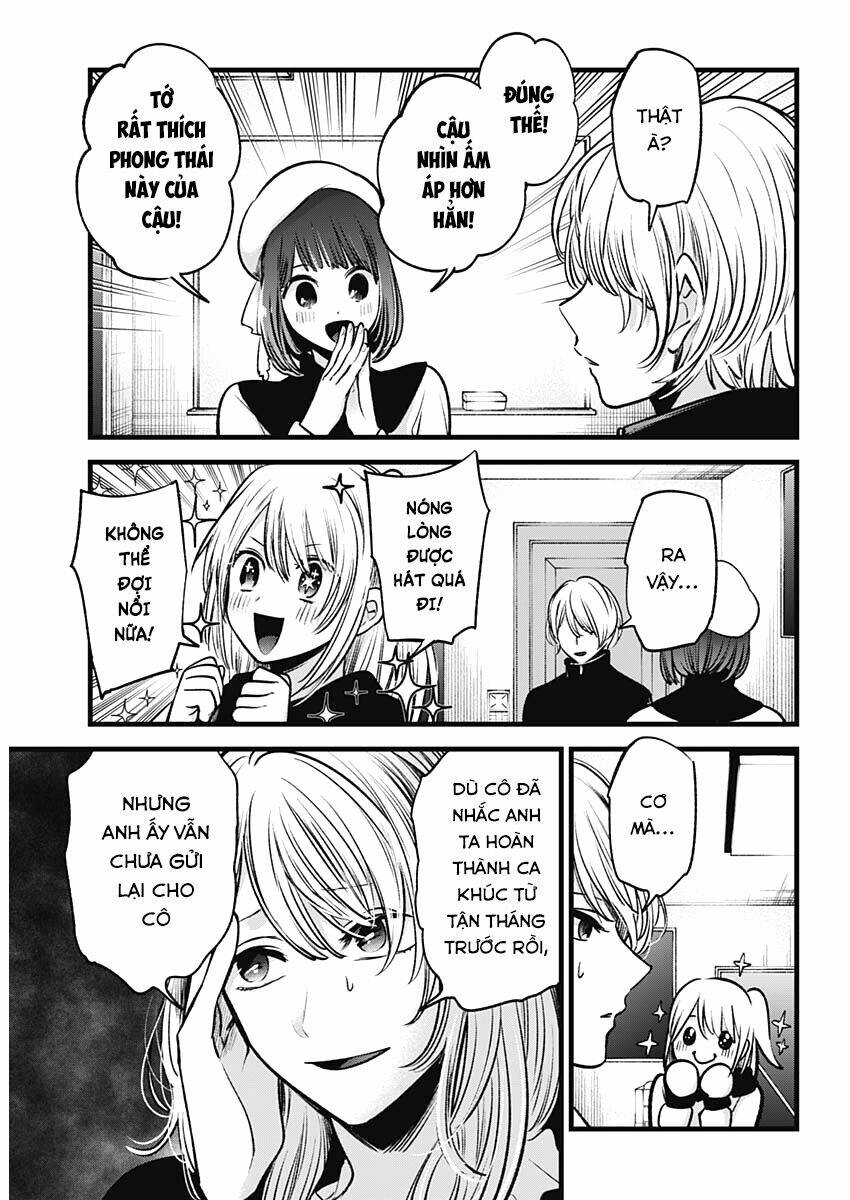 THẬT
À?
ĐÚNG
THẾ!
CẬU
NHÌN ẤM
ÁP HƠN
HẲN!
TỚ
RẤT THÍCH
PHONG THÁI
NÀY CỦA
CẬU!
RA
VẬY...
NÓNG
LÒNG
ĐƯỢC
HÁT QUÁ
ĐI!
KHÔNG
THỂ
ĐỢI
NỔI
NỮA!
CƠ
MÀ...
DÙ CÔ ĐÃ
NHẮC ANH
TA HOÀN
THÀNH CA
KHÚC TỪ
TẬN THÁNG
TRƯỚC RỒI,
NHƯNG
ANH ẤY VẪN
CHƯA GỬI
LẠI CHO
CÔ